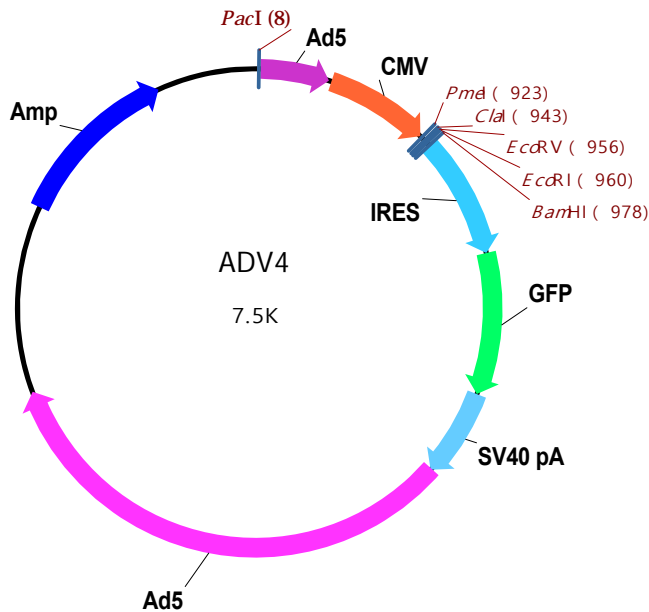 PacI (8)
Ad5
CMV
PmeI ( 923)
ClaI ( 943)
EcoRV ( 956)
EcoRI ( 960)
BamHI ( 978)
Amp
IRES
ADV4
7.5K
GFP
SV40 pA
Ad5